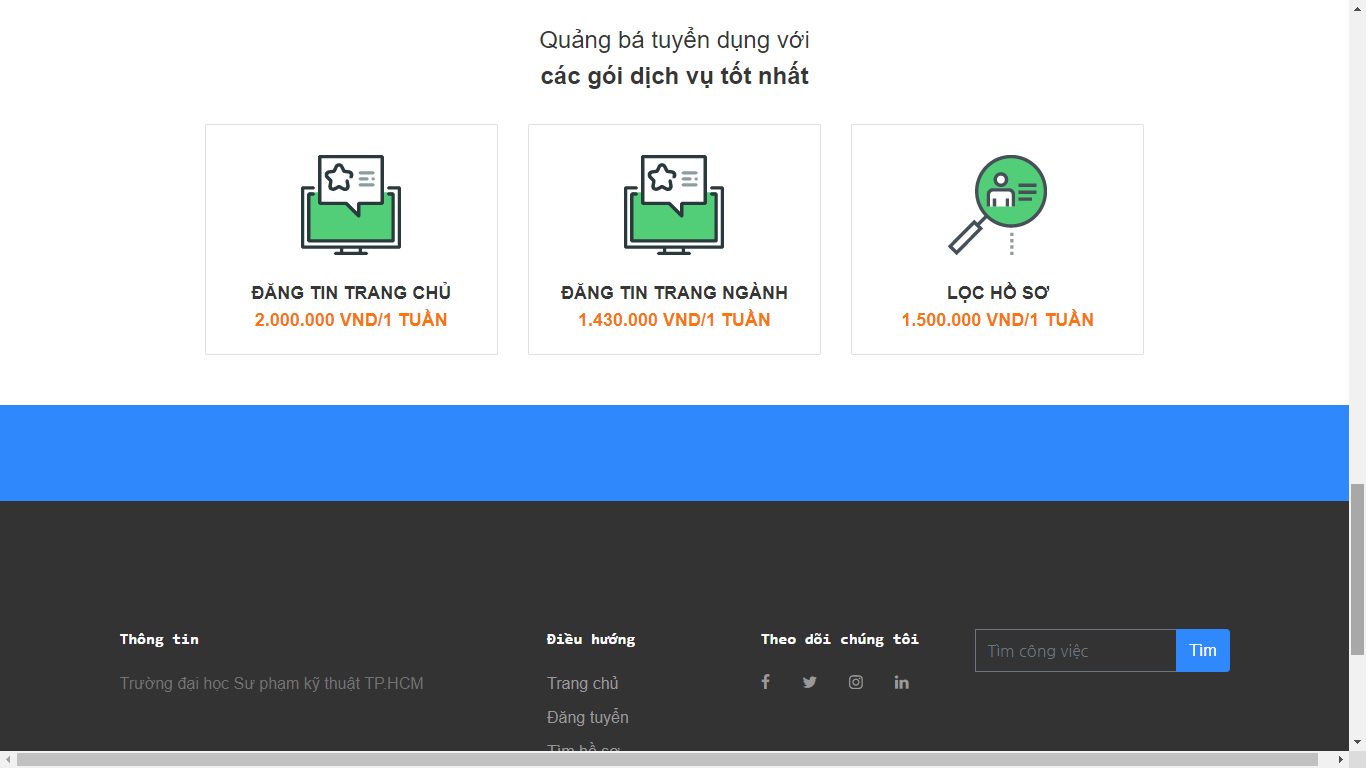 Quảng bá tuyển dụng với
các gói dịch vụ tốt nhất
ĐĂNG TIN TRANG CHỦ
2.000.000 VND/1 TUẦN
ĐĂNG TIN TRANG NGÀNH
1.430.000 VND/1 TUẦN
LỌC HỒ SƠ
1.500.000 VND/1 TUẦN
Thông tin
Trường đại học Sư phạm kỹ thuật TP.HCM
Điều hướng
Trang chủ
Đăng tuyển
Tìm hồ sơ
Theo dõi chúng tôi
Tìm công việc
Tìm